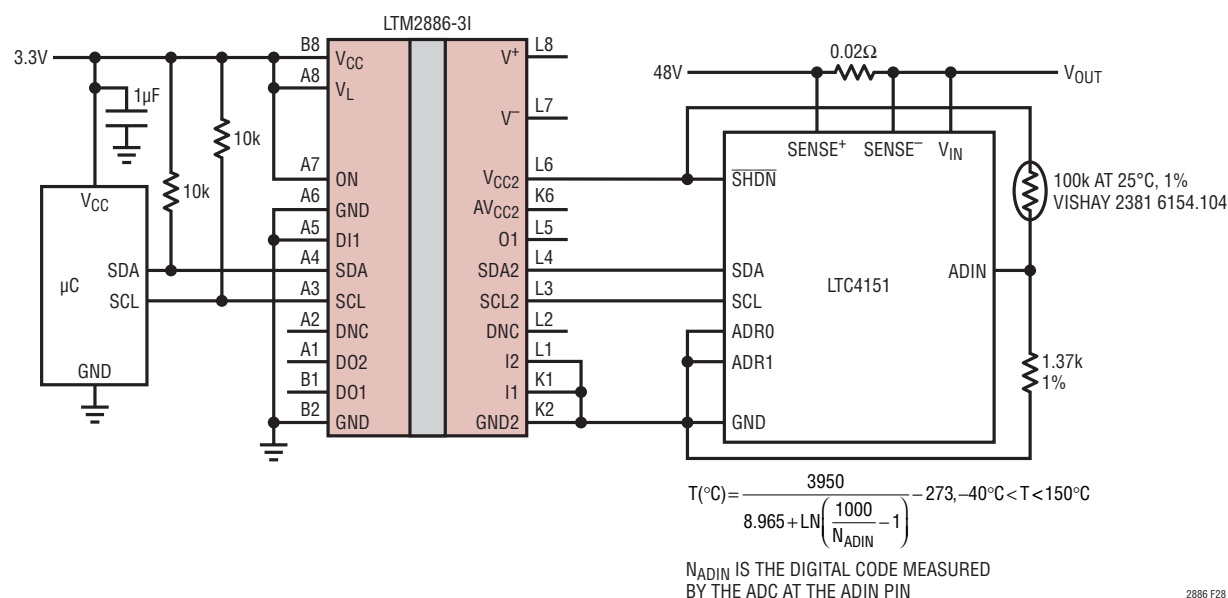 LTM2886-3I
3.3V
1µF
10k
10k
VCC
µC
SDA
SCL
GND
B8
A8
A7
A6
A5
A4
A3
A2
A1
B1
B2
VCC
VL
ON
GND
DI1
SDA
SCL
DNC
DO2
DO1
GND
V+
V–
VCC2
AVCC2
O1
SDA2
SCL2
DNC
I2
I1
GND2
L8
L7
L6
K6
L5
L4
L3
L2
L1
K1
K2
48V
0.02Ω
VOUT
SENSE+ SENSE– VIN
SHDN
SDA
SCL
ADR0
ADR1
GND
LTC4151
ADIN
100k AT 25°C, 1%
VISHAY 2381 6154.104
1.37k
1%
T(°C) = 3950 / (8.965 + LN(1000 / NADIN – 1)) – 273, –40°C < T < 150°C
NADIN IS THE DIGITAL CODE MEASURED
BY THE ADC AT THE ADIN PIN
2886 F28